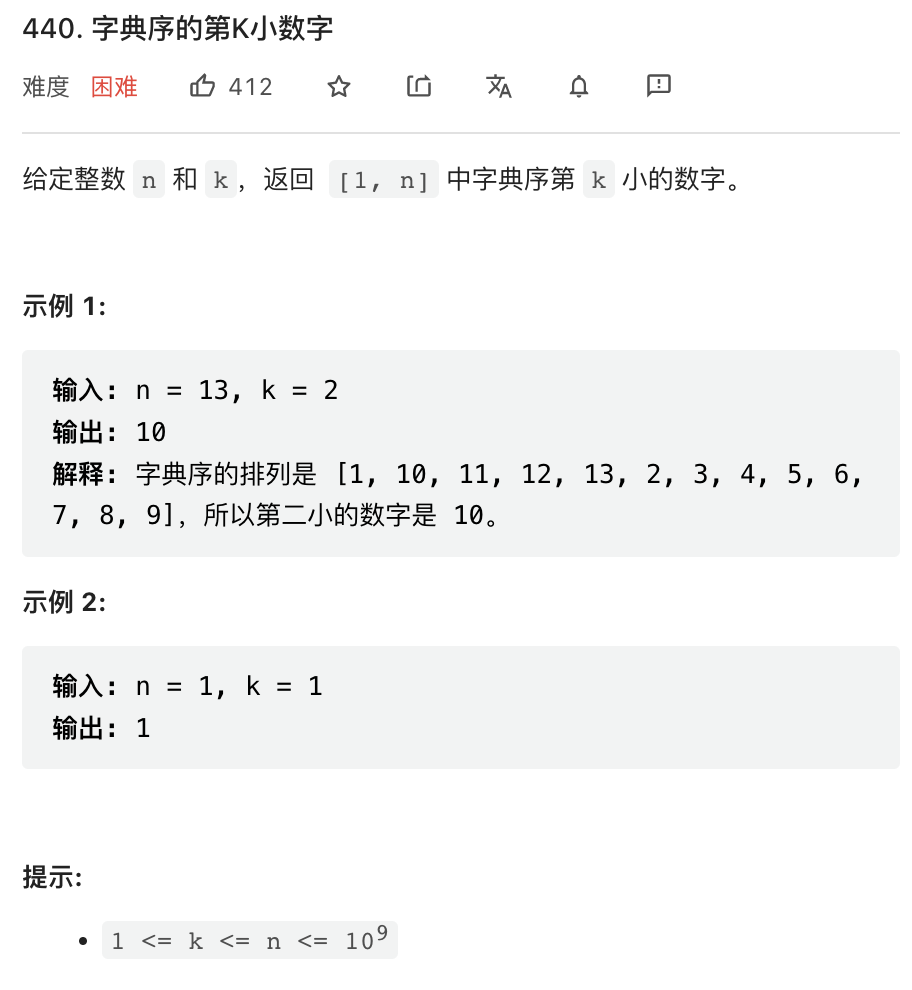 440. 字典序的第K小数字
难度 困难 412
给定整数 n 和 k，返回 [1, n] 中字典序第 k 小的数字。
示例 1:
输入: n = 13, k = 2
输出: 10
解释: 字典序的排列是 [1, 10, 11, 12, 13, 2, 3, 4, 5, 6,
7, 8, 9]，所以第二小的数字是 10。
示例 2:
输入: n = 1, k = 1
输出: 1
提示:
• 1 <= k <= n <= 10⁹